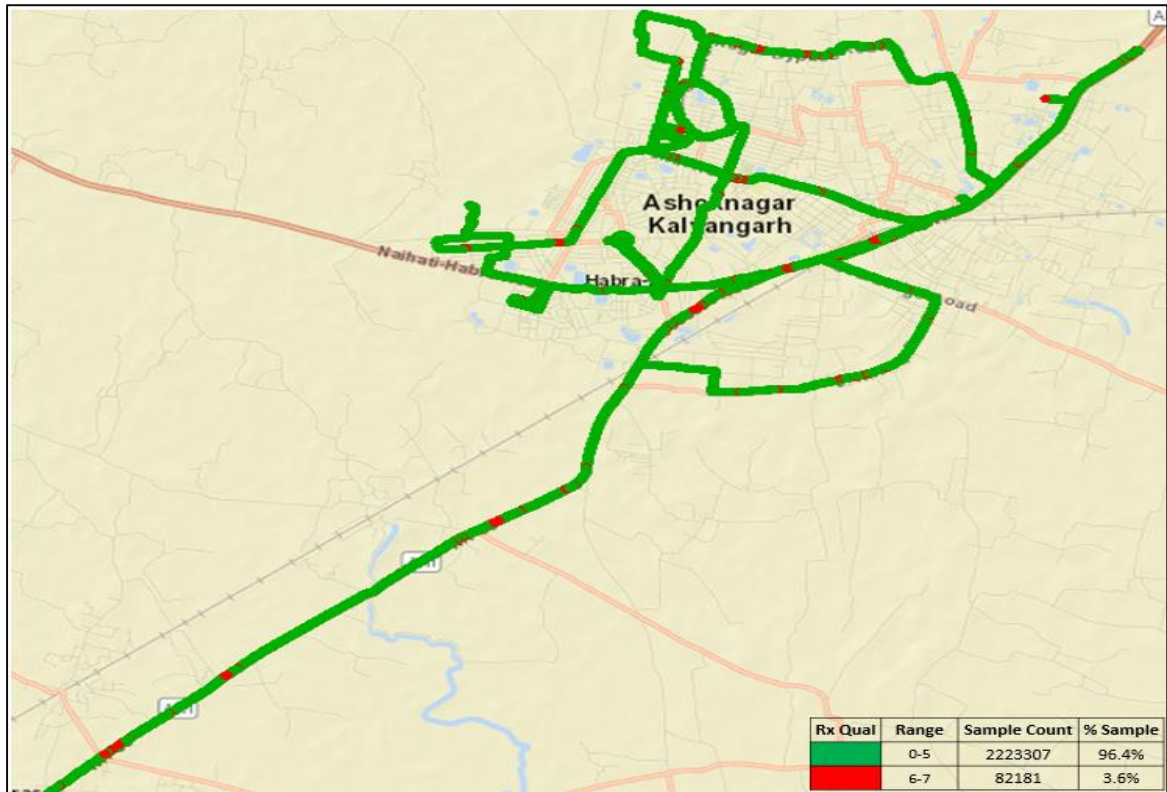 Ashoknagar
Kalyangarh
Naihati-Hab
Habra-
Road
Rx Qual Range Sample Count % Sample
0-5 2223307 96.4%
6-7 82181 3.6%